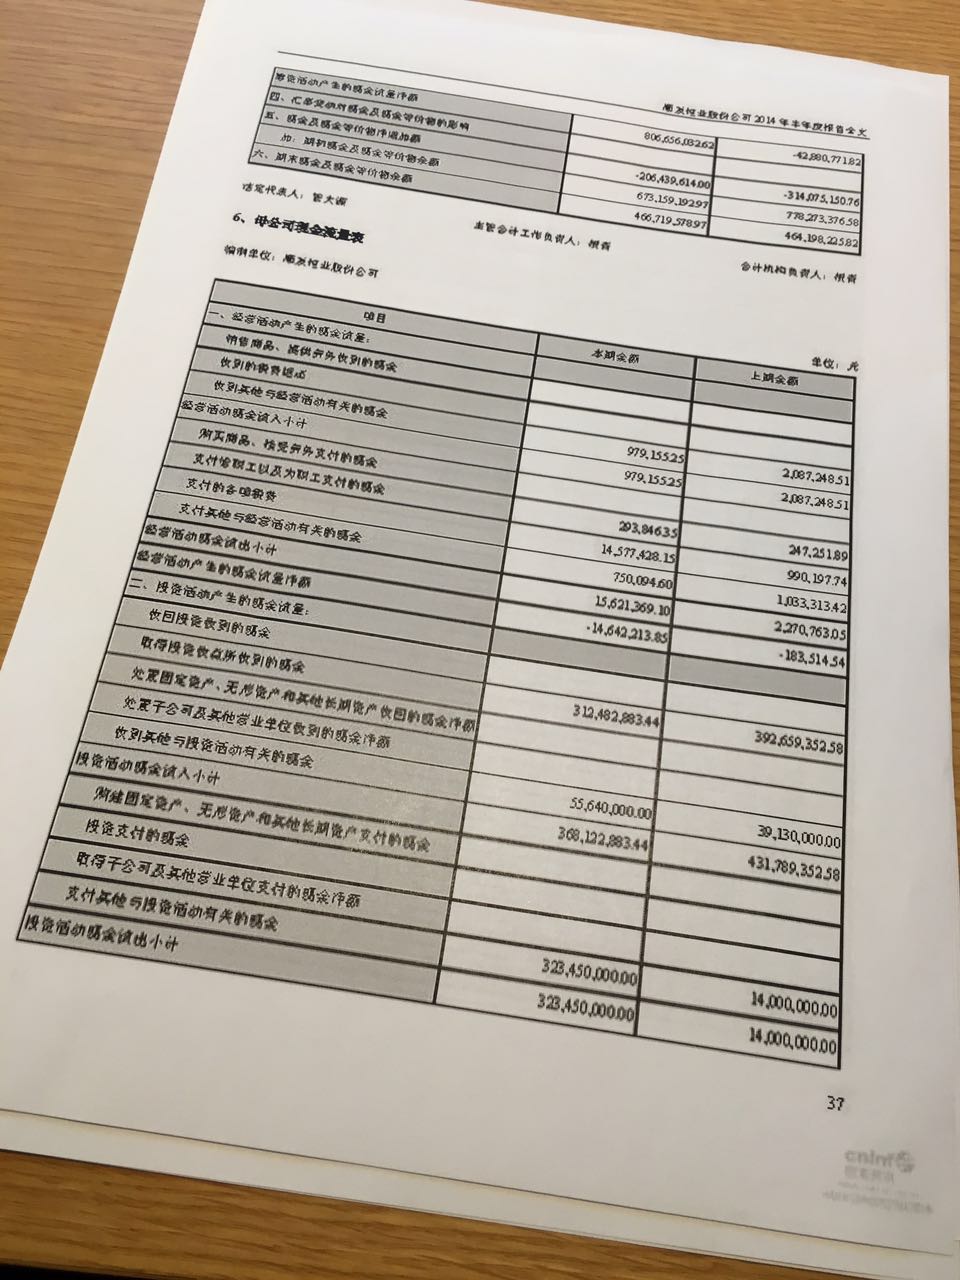 顺发恒业股份公司 2014 年半年度报告全文
筹资活动产生的现金流量净额 806,656,032.62 -42,880,771.82
四、汇率变动对现金及现金等价物的影响
五、现金及现金等价物净增加额 -206,439,614.00 -314,075,150.76
加：期初现金及现金等价物余额 673,159,192.97 778,273,376.58
六、期末现金及现金等价物余额 466,719,578.97 464,198,225.82
法定代表人：管大源 主管会计工作负责人：祝青 会计机构负责人：祝青
6、母公司现金流量表
编制单位：顺发恒业股份公司
单位：元
项目 本期金额 上期金额
一、经营活动产生的现金流量：
销售商品、提供劳务收到的现金
收到的税费返还
收到其他与经营活动有关的现金 979,155.25 2,087,248.51
经营活动现金流入小计 979,155.25 2,087,248.51
购买商品、接受劳务支付的现金
支付给职工以及为职工支付的现金 293,846.35 247,251.89
支付的各项税费 14,577,428.15 990,197.74
支付其他与经营活动有关的现金 750,094.60 1,033,313.42
经营活动现金流出小计 15,621,369.10 2,270,763.05
经营活动产生的现金流量净额 -14,642,213.85 -183,514.54
二、投资活动产生的现金流量：
收回投资收到的现金
取得投资收益所收到的现金 312,482,883.44 392,659,352.58
处置固定资产、无形资产和其他长期资产收回的现金净额
处置子公司及其他营业单位收到的现金净额
收到其他与投资活动有关的现金 55,640,000.00 39,130,000.00
投资活动现金流入小计 368,122,883.44 431,789,352.58
购建固定资产、无形资产和其他长期资产支付的现金
投资支付的现金
取得子公司及其他营业单位支付的现金净额
支付其他与投资活动有关的现金 323,450,000.00 14,000,000.00
投资活动现金流出小计 323,450,000.00 14,000,000.00
37
cninf